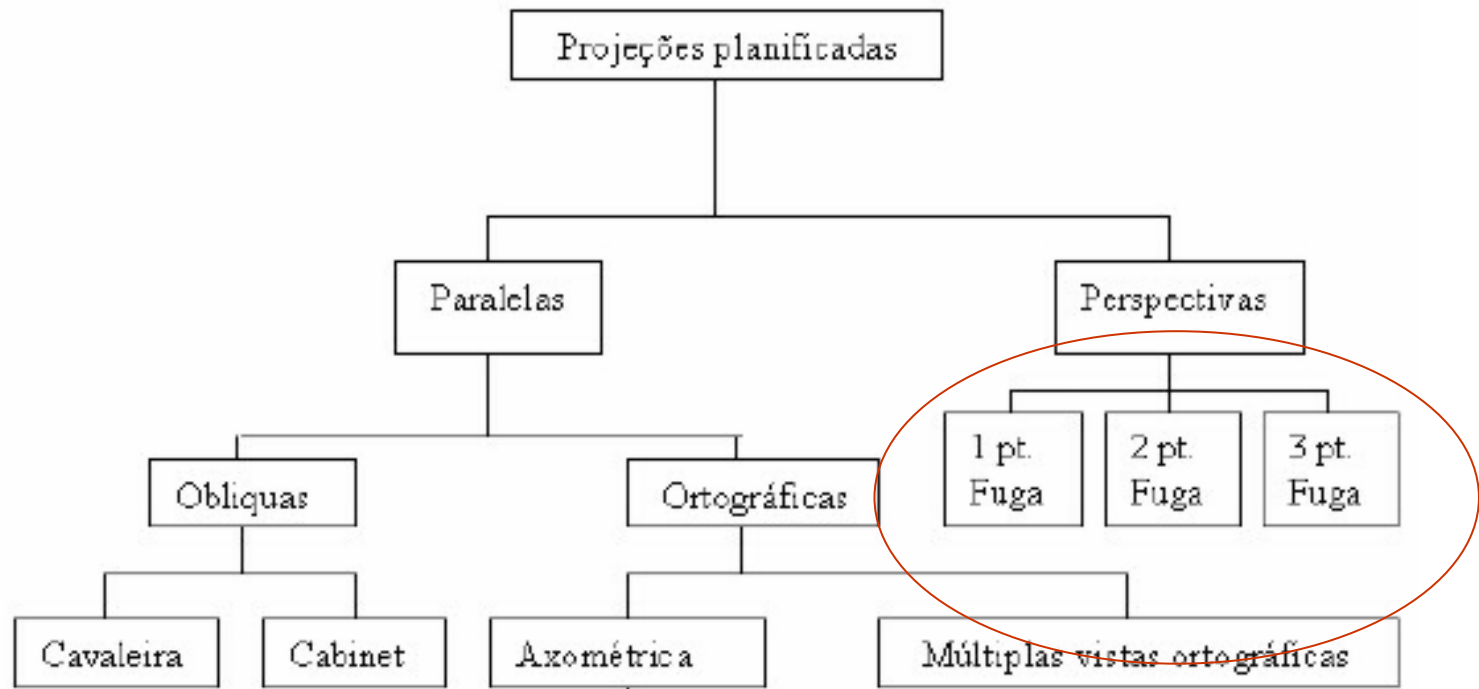 Projeções planificadas
Paralelas
Perspectivas
1 pt.
Fuga
2 pt.
Fuga
3 pt.
Fuga
Obliquas
Ortográficas
Cavaleira
Cabinet
Axométrica
Múltiplas vistas ortográficas